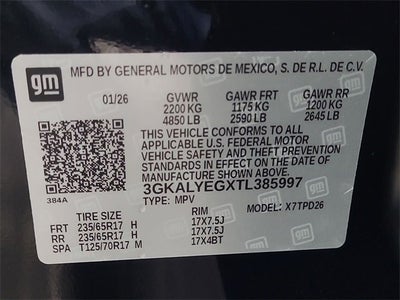 gm MFD BY GENERAL MOTORS DE MEXICO, S. DE R.L. DE C.V.
01/26 GVWR GAWR FRT GAWR RR
2200 KG 1175 KG 1200 KG
4850 LB 2590 LB 2645 LB
THIS VEHICLE CONFORMS TO ALL
APPLICABLE U.S. FEDERAL MOTOR
VEHICLE SAFETY, BUMPER, AND THEFT
PREVENTION STANDARDS IN EFFECT ON THE
DATE OF MANUFACTURE SHOWN ABOVE.
384A 3GKALYEGXTL385997
TYPE: MPV MODEL: X7TPD26
TIRE SIZE RIM
FRT 235/65R17 H 17X7.5J
RR 235/65R17 H 17X7.5J
SPA T125/70R17 M 17X4BT